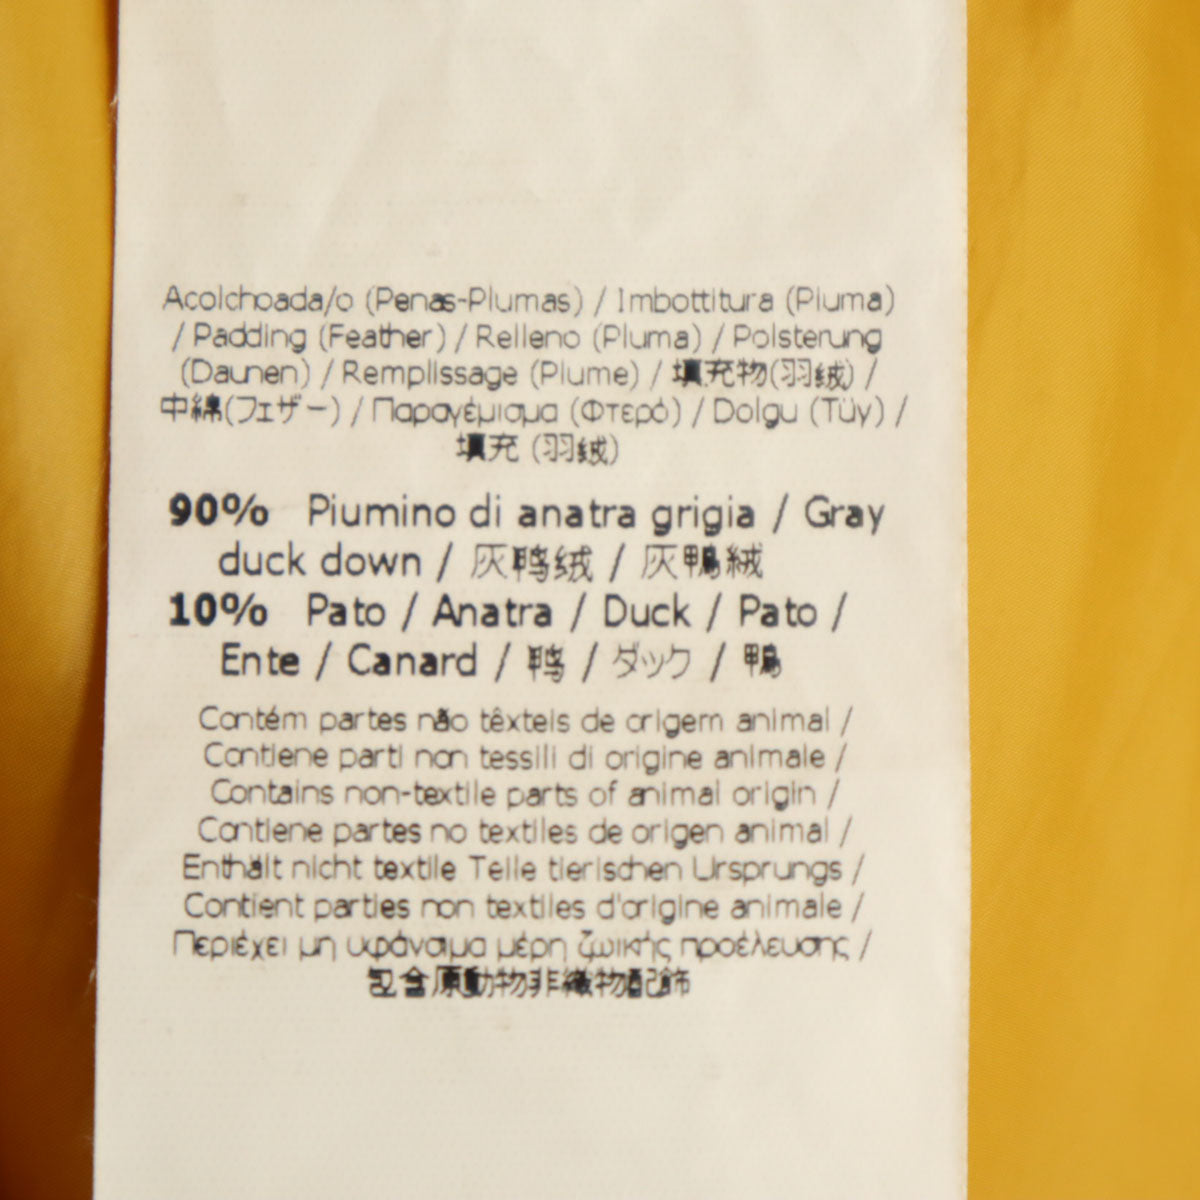 Acolchoada/o (Penas-Plumas) / Imbottitura (Piuma)
/ Padding (Feather) / Relleno (Pluma) / Polsterung
(Daunen) / Remplissage (Plume) / 填充物(羽绒) /
中綿(フェザー) / Παραγέμισμα (Φτερό) / Dolgu (Tüy) /
填充 (羽絨)
90% Piumino di anatra grigia / Gray
duck down / 灰鸭绒 / 灰鴨絨
10% Pato / Anatra / Duck / Pato /
Ente / Canard / 鸭 / ダック / 鴨
Contém partes não têxteis de origem animal /
Contiene parti non tessili di origine animale /
Contains non-textile parts of animal origin /
Contiene partes no textiles de origen animal /
Enthält nicht textile Teile tierischen Ursprungs /
Contient parties non textiles d'origine animale /
Περιέχει μη υφάνσιμα μέρη ζωικής προέλευσης /
包含原動物非織物配飾